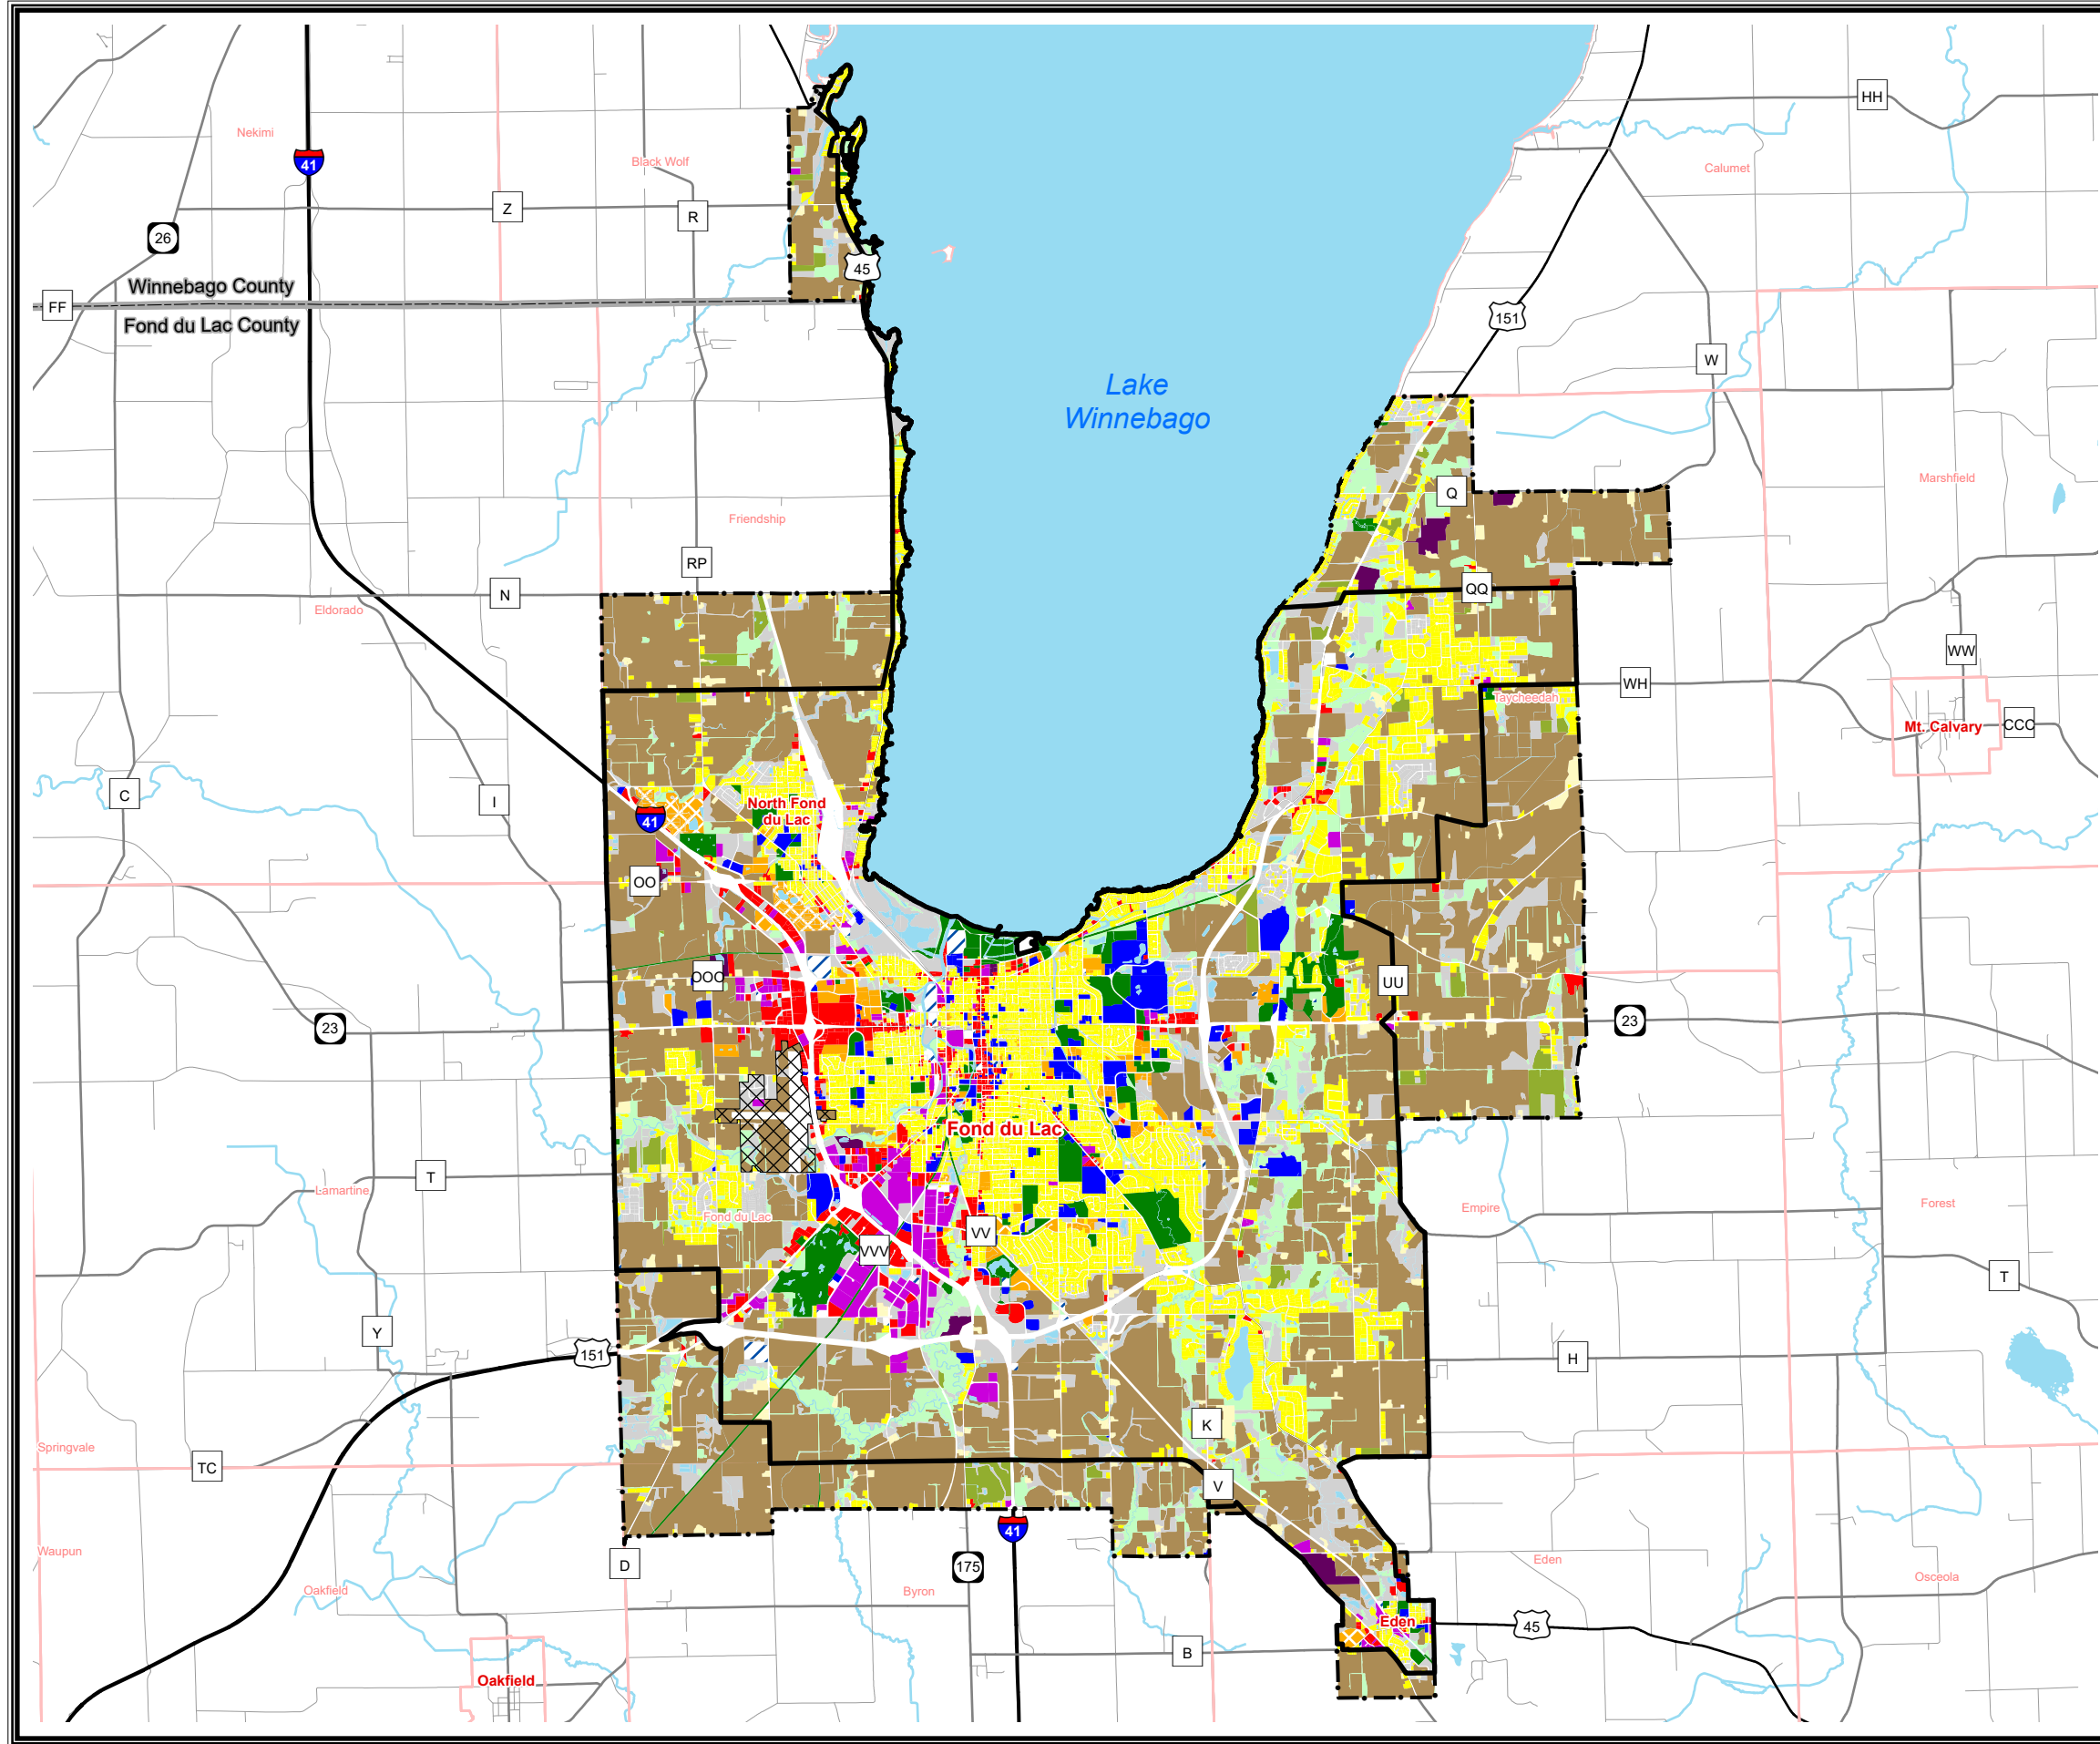 HH
Nekimi
41
Black Wolf
Calumet
Z
R
26
45
Winnebago County
FF
Fond du Lac County
151
W
Lake
Winnebago
Marshfield
Q
Friendship
RP
QQ
N
Eldorado
WW
WH
Taycheedah
Mt. Calvary
CCC
C
I
North Fond
du Lac
41
OO
OOO
UU
23
23
Fond du Lac
T
Lamartine
Empire
Forest
Fond du Lac
VV
VVV
T
Y
151
H
K
Springvale
TC
V
41
Waupun
D
175
Eden
Oakfield
Byron
Osceola
Eden
45
B
Oakfield